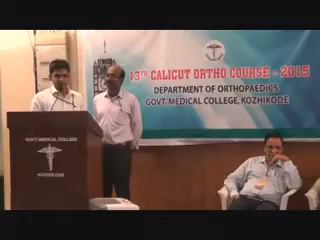 13TH CALICUT ORTHO COURSE - 2015
DEPARTMENT OF ORTHOPAEDICS
GOVT. MEDICAL COLLEGE, KOZHIKODE
GOVT. MEDICAL COLLEGE
KOZHIKODE